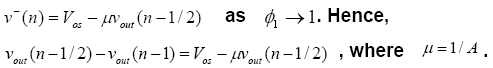 v⁻(n) = V_os − μv_out(n−1/2) as ϕ₁ → 1. Hence,
v_out(n−1/2) − v_out(n−1) = V_os − μv_out(n−1/2) , where μ = 1/A .